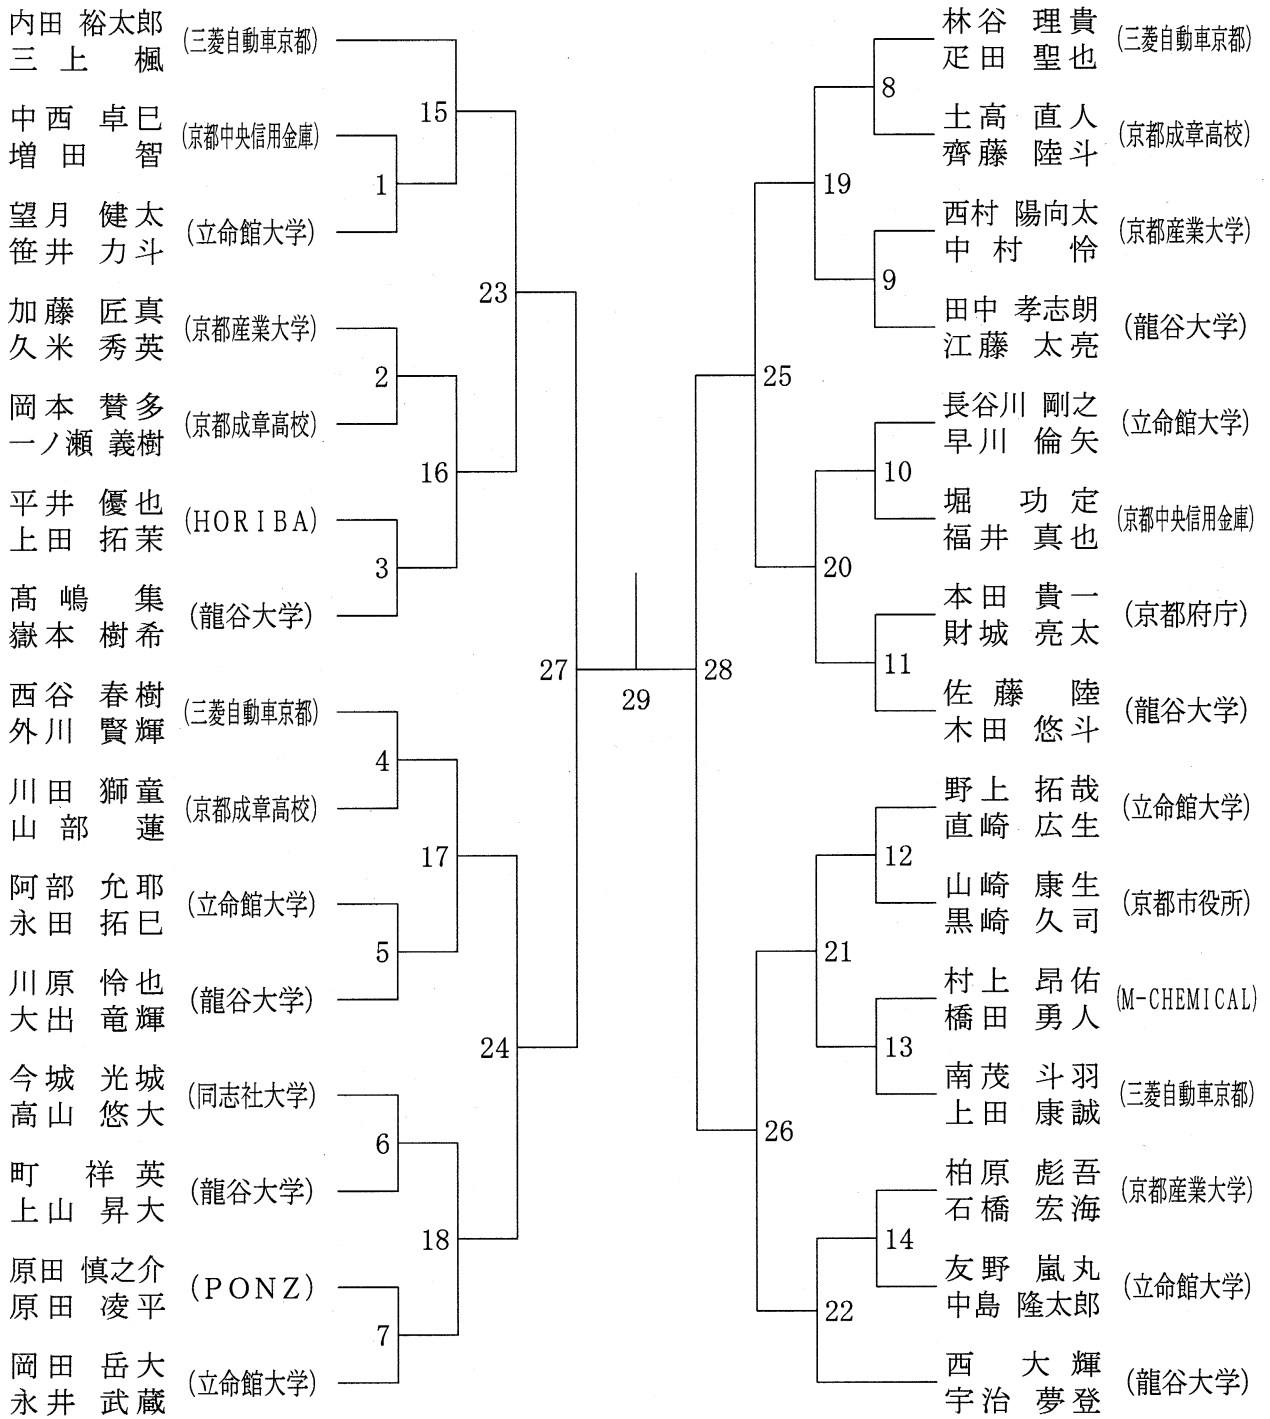 内田 裕太郎
三上 楓
(三菱自動車京都)
中西 卓巳
増田 智
(京都中央信用金庫)
望月 健太
笹井 力斗
(立命館大学)
加藤 匠真
久米 秀英
(京都産業大学)
岡本 賛多
一ノ瀬 義樹
(京都成章高校)
平井 優也
上田 拓茉
(HORIBA)
髙嶋 集
嶽本 樹希
(龍谷大学)
西谷 春樹
外川 賢輝
(三菱自動車京都)
川田 獅童
山部 蓮
(京都成章高校)
阿部 允耶
永田 拓巳
(立命館大学)
川原 怜也
大出 竜輝
(龍谷大学)
今城 光城
高山 悠大
(同志社大学)
町 祥英
上山 昇大
(龍谷大学)
原田 慎之介
原田 凌平
(PONZ)
岡田 岳大
永井 武蔵
(立命館大学)
15
1
23
2
16
3
27
4
17
5
24
6
18
7
29
28
8
19
9
25
10
20
11
12
21
13
26
14
22
林谷 理貴
疋田 聖也
(三菱自動車京都)
土高 直人
齊藤 陸斗
(京都成章高校)
西村 陽向太
中村 怜
(京都産業大学)
田中 孝志朗
江藤 太亮
(龍谷大学)
長谷川 剛之
早川 倫矢
(立命館大学)
堀 功定
福井 真也
(京都中央信用金庫)
本田 貴一
財城 亮太
(京都府庁)
佐藤 陸
木田 悠斗
(龍谷大学)
野上 拓哉
直崎 広生
(立命館大学)
山崎 康生
黒崎 久司
(京都市役所)
村上 昂佑
橋田 勇人
(M-CHEMICAL)
南茂 斗羽
上田 康誠
(三菱自動車京都)
柏原 彪吾
石橋 宏海
(京都産業大学)
友野 嵐丸
中島 隆太郎
(立命館大学)
西 大輝
宇治 夢登
(龍谷大学)